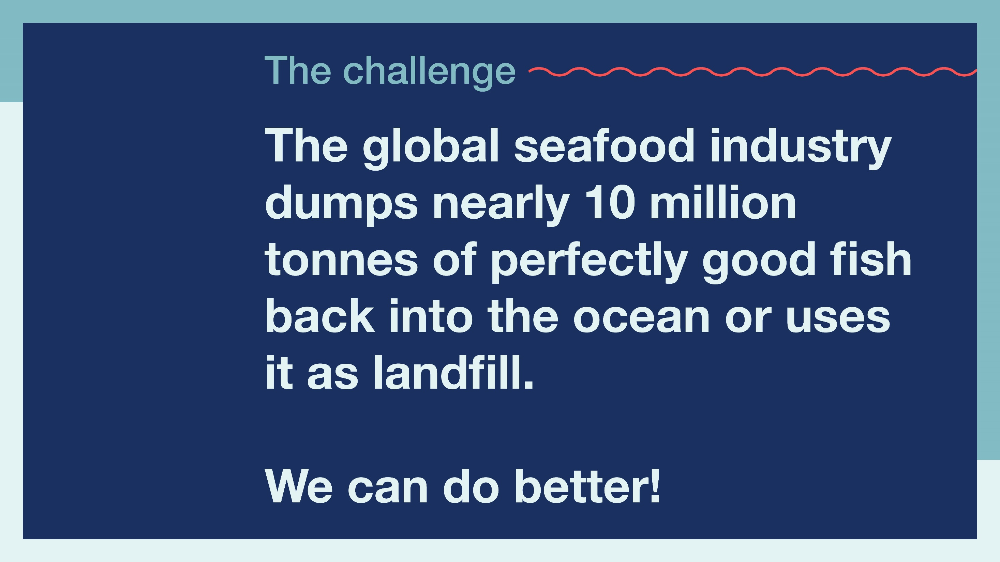 The challenge
The global seafood industry
dumps nearly 10 million
tonnes of perfectly good fish
back into the ocean or uses
it as landfill.
We can do better!